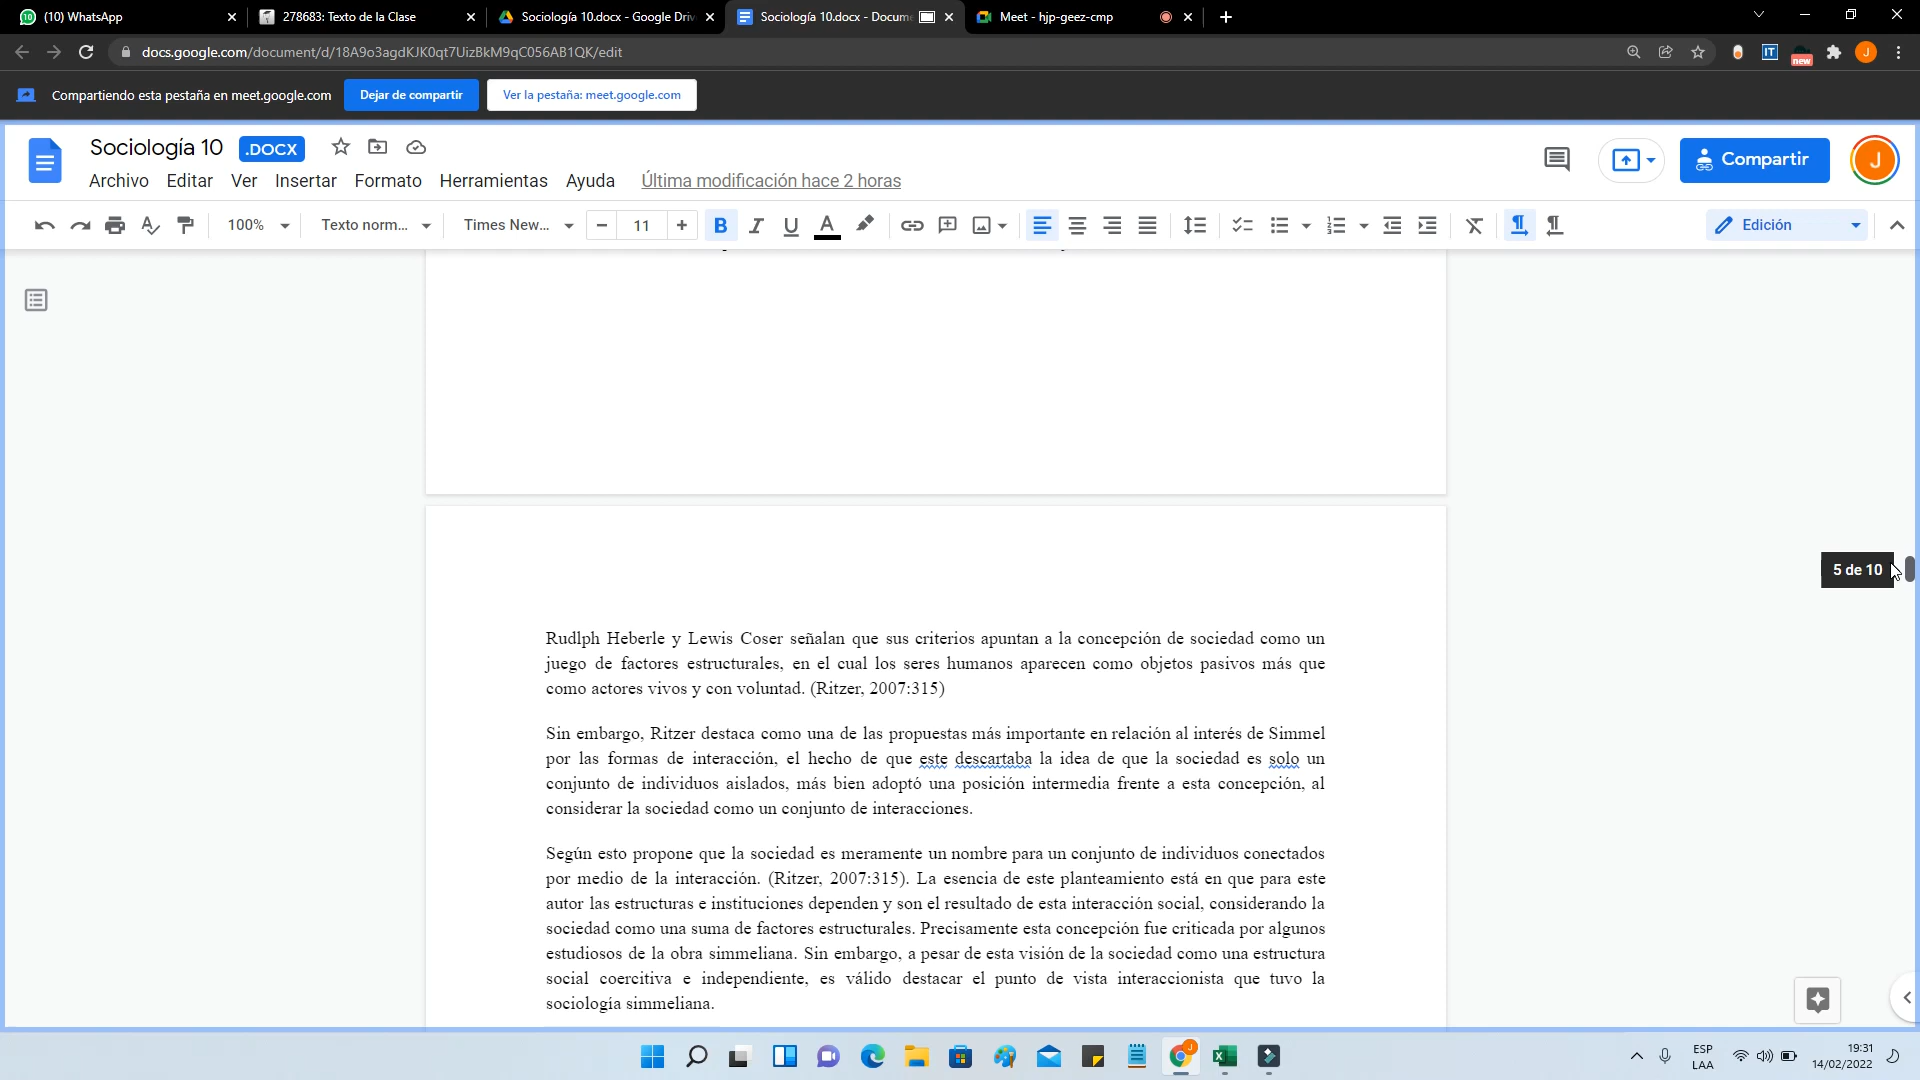 (10) WhatsApp
278683: Texto de la Clase
Sociología 10.docx - Google Driv
Sociología 10.docx - Docume
Meet - hjp-geez-cmp
docs.google.com/document/d/18A9o3agdKJK0qt7UizBkM9qC056AB1QK/edit
IT
new
J
Compartiendo esta pestaña en meet.google.com
Dejar de compartir
Ver la pestaña: meet.google.com
Sociología 10
.DOCX
Compartir
J
Archivo Editar Ver Insertar Formato Herramientas Ayuda Última modificación hace 2 horas
100%
Texto norm...
Times New...
11
Edición
5 de 10
Rudlph Heberle y Lewis Coser señalan que sus criterios apuntan a la concepción de sociedad como un
juego de factores estructurales, en el cual los seres humanos aparecen como objetos pasivos más que
como actores vivos y con voluntad. (Ritzer, 2007:315)
Sin embargo, Ritzer destaca como una de las propuestas más importante en relación al interés de Simmel
por las formas de interacción, el hecho de que este descartaba la idea de que la sociedad es solo un
conjunto de individuos aislados, más bien adoptó una posición intermedia frente a esta concepción, al
considerar la sociedad como un conjunto de interacciones.
Según esto propone que la sociedad es meramente un nombre para un conjunto de individuos conectados
por medio de la interacción. (Ritzer, 2007:315). La esencia de este planteamiento está en que para este
autor las estructuras e instituciones dependen y son el resultado de esta interacción social, considerando la
sociedad como una suma de factores estructurales. Precisamente esta concepción fue criticada por algunos
estudiosos de la obra simmeliana. Sin embargo, a pesar de esta visión de la sociedad como una estructura
social coercitiva e independiente, es válido destacar el punto de vista interaccionista que tuvo la
sociología simmeliana.
ESP
LAA
19:31
14/02/2022